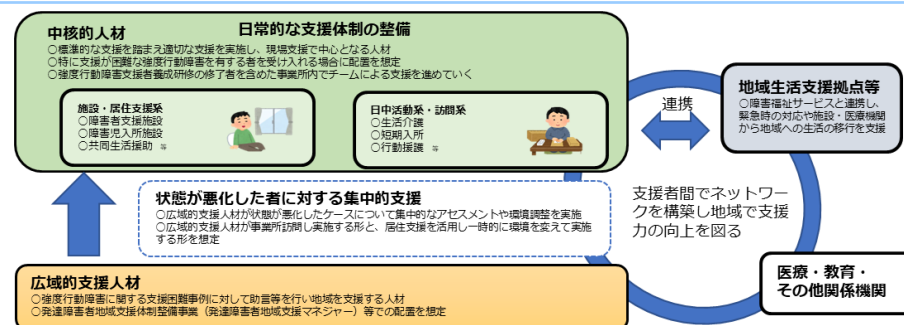 中核的人材
日常的な支援体制の整備
○標準的な支援を踏まえ適切な支援を実施し、現場支援で中心となる人材
○特に支援が困難な強度行動障害を有する者を受け入れる場合に配置を想定
○強度行動障害支援者養成研修の修了者を含めた事業所内でチームによる支援を進めていく
施設・居住支援系
○障害者支援施設
○障害児入所施設
○共同生活援助 等
日中活動系・訪問系
○生活介護
○短期入所
○行動援護 等
連携
地域生活支援拠点等
○障害福祉サービスと連携し、
緊急時の対応や施設・医療機関
から地域への生活の移行を支援
状態が悪化した者に対する集中的支援
○広域的支援人材が状態が悪化したケースについて集中的なアセスメントや環境調整を実施
○広域的支援人材が事業所訪問し実施する形と、居住支援を活用し一時的に環境を変えて実施
する形を想定
支援者間でネットワー
クを構築し地域で支援
力の向上を図る
広域的支援人材
○強度行動障害に関する支援困難事例に対して助言等を行い地域を支援する人材
○発達障害者地域支援体制整備事業（発達障害者地域支援マネジャー）等での配置を想定
医療・教育・
その他関係機関